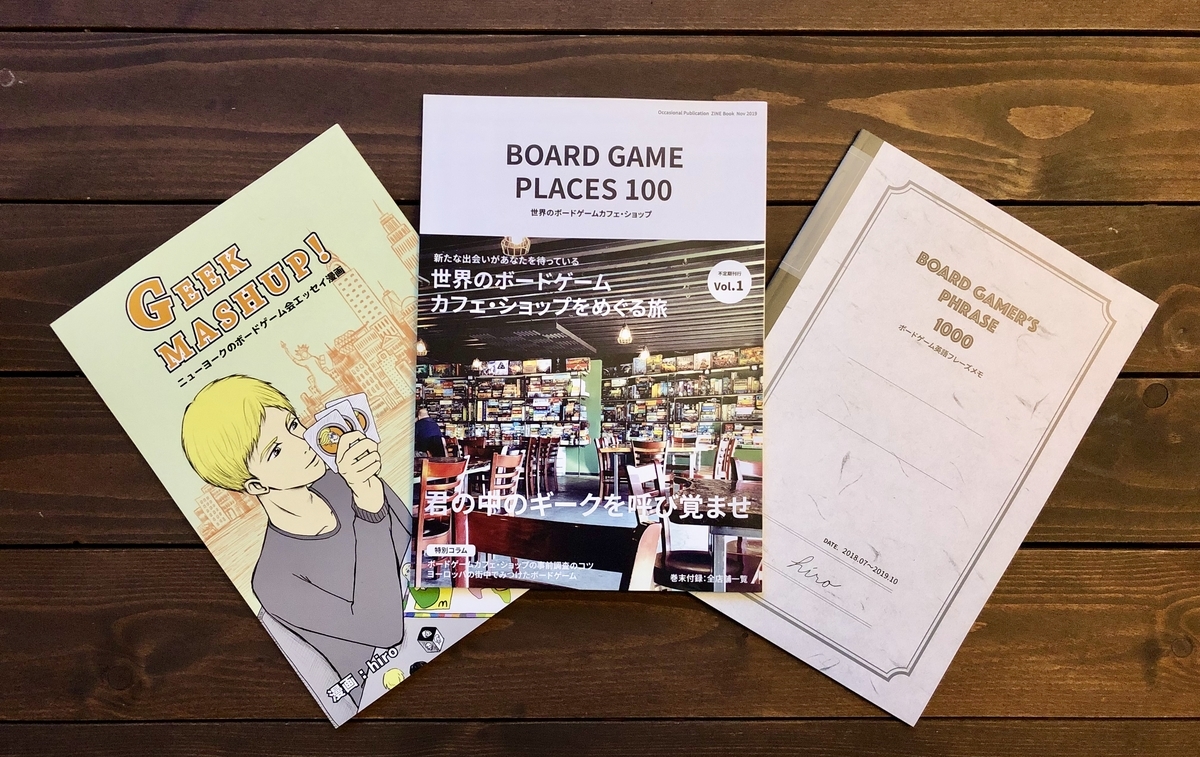 GEEK
MASHUP!
ニューヨークのボードゲーム会エッセイ漫画
漫画：hiro
m
Occasional Publication ZINE Book Nov 2019
BOARD GAME
PLACES 100
世界のボードゲームカフェ・ショップ
新たな出会いがあなたを待っている
世界のボードゲーム
カフェ・ショップをめぐる旅
不定期刊行
Vol.1
君の中のギークを呼び覚ませ
特別コラム
ボードゲームカフェ・ショップの事前調査のコツ
ヨーロッパの街中でみつけたボードゲーム
巻末付録：全店舗一覧
BOARD GAMER'S
PHRASE
1000
ボードゲーム英語フレーズメモ
DATE. 2018.07〜2019.10
hiro